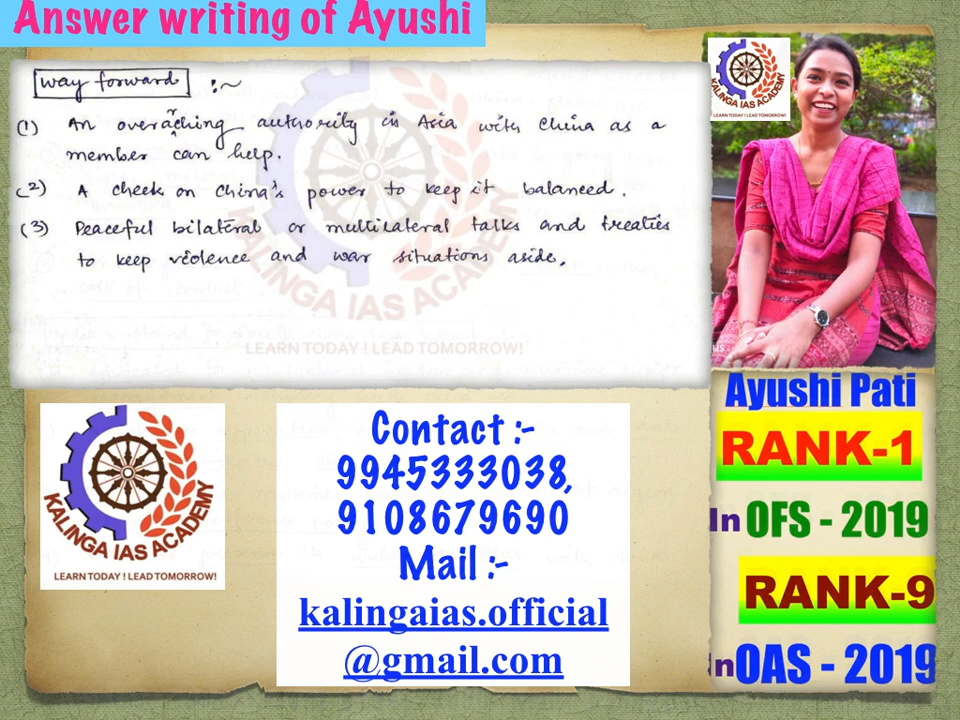 Answer writing of Ayushi
way forward :~
(1) An overarching authority in Asia with China as a
member can help.
(2) A check on China's power to keep it balanced.
(3) Peaceful bilateral or multilateral talks and treaties
to keep violence and war situations aside.
KALINGA IAS ACADEMY
LEARN TODAY ! LEAD TOMORROW!
KALINGA IAS ACADEMY
LEARN TODAY ! LEAD TOMORROW!
Ayushi Pati
RANK-1
In OFS - 2019
RANK-9
In OAS - 2019
KALINGA IAS ACADEMY
LEARN TODAY ! LEAD TOMORROW!
Contact :-
9945333038,
9108679690
Mail :-
kalingaias.official
@gmail.com